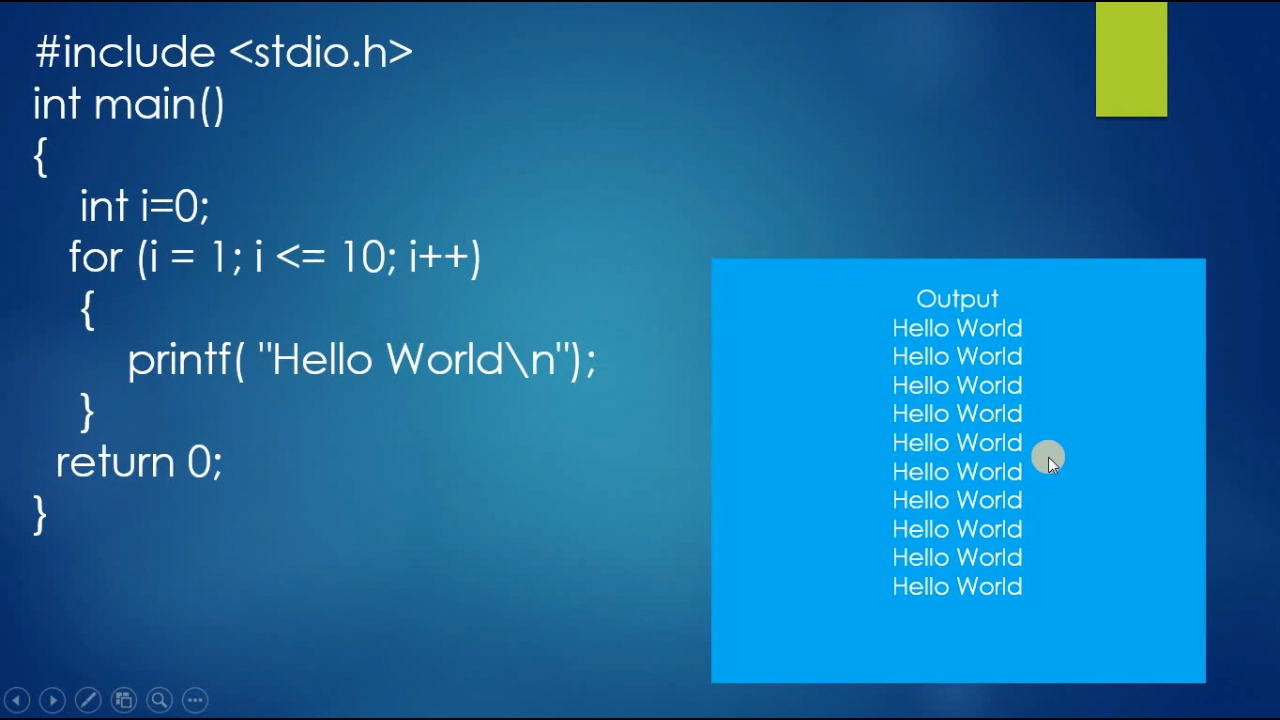 #include <stdio.h>
int main()
{
int i=0;
for (i = 1; i <= 10; i++)
{
printf( "Hello World\n");
}
return 0;
}
Output
Hello World
Hello World
Hello World
Hello World
Hello World
Hello World
Hello World
Hello World
Hello World
Hello World